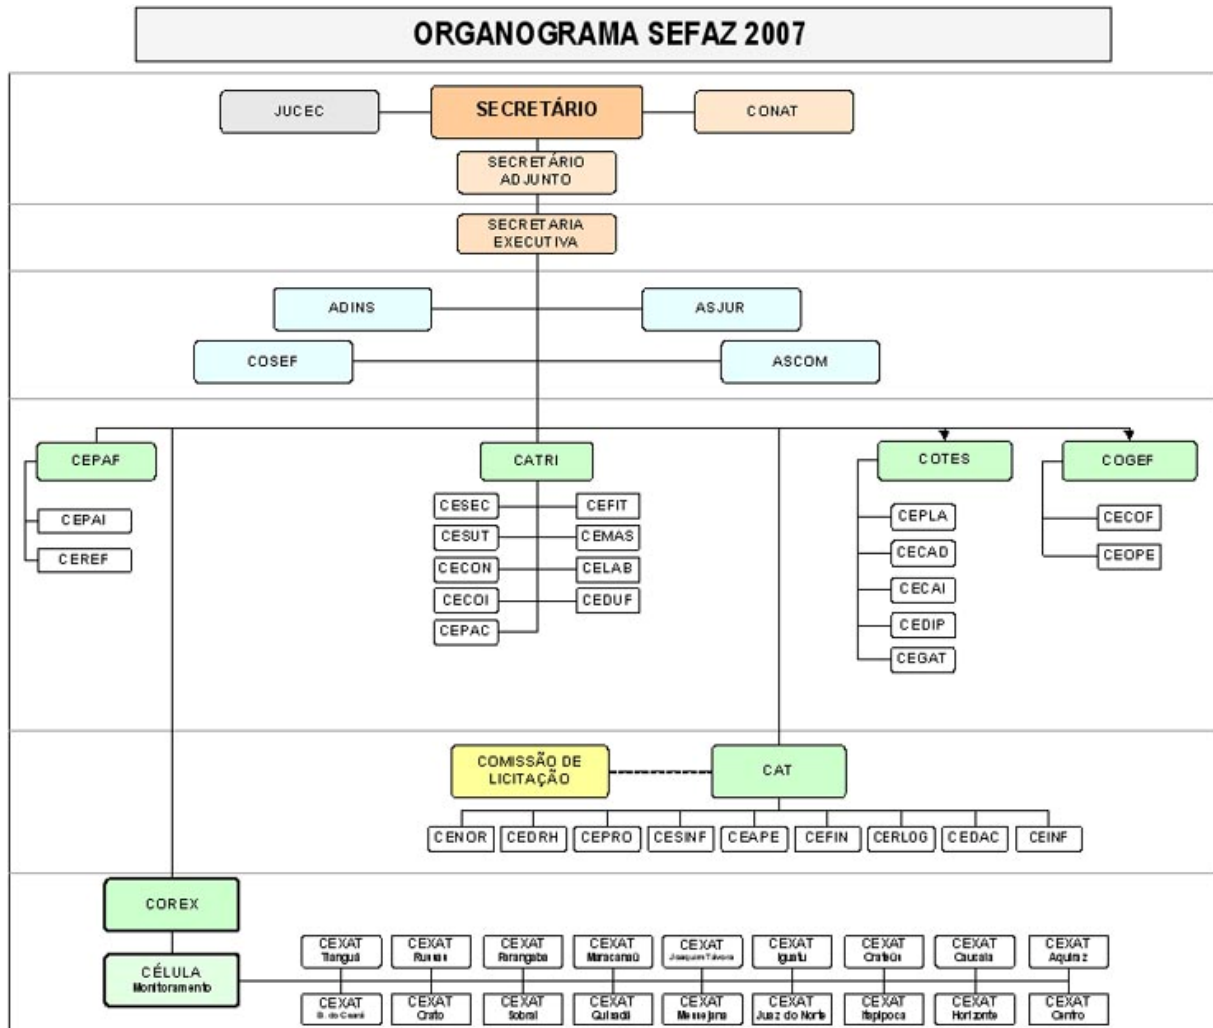 ORGANOGRAMA SEFAZ 2007
JUCEC
SECRETÁRIO
CONAT
SECRETÁRIO
ADJUNTO
SECRETARIA
EXECUTIVA
ADINS
ASJUR
COSEF
ASCOM
CEPAF
CATRI
COTES
COGEF
CEPAI
CEREF
CESEC
CEFIT
CESUT
CEMAS
CECON
CELAB
CECOI
CEDUF
CEPAC
CEPLA
CECAD
CECAI
CEDIP
CEGAT
CECOF
CEOPE
COMISSÃO DE
LICITAÇÃO
CAT
CENOR
CEDRH
CEPRO
CESINF
CEAPE
CEFIN
CERLOG
CEDAC
CEINF
COREX
CÉLULA
Monitoramento
CEXAT
Tianguá
CEXAT
Russas
CEXAT
Parangaba
CEXAT
Maracanaú
CEXAT
Joaquim Távora
CEXAT
Iguatu
CEXAT
Crateús
CEXAT
Caucaia
CEXAT
Aquiraz
CEXAT
B. do Ceará
CEXAT
Crato
CEXAT
Sobral
CEXAT
Quixadá
CEXAT
Messejana
CEXAT
Juaz do Norte
CEXAT
Itapipoca
CEXAT
Horizonte
CEXAT
Centro